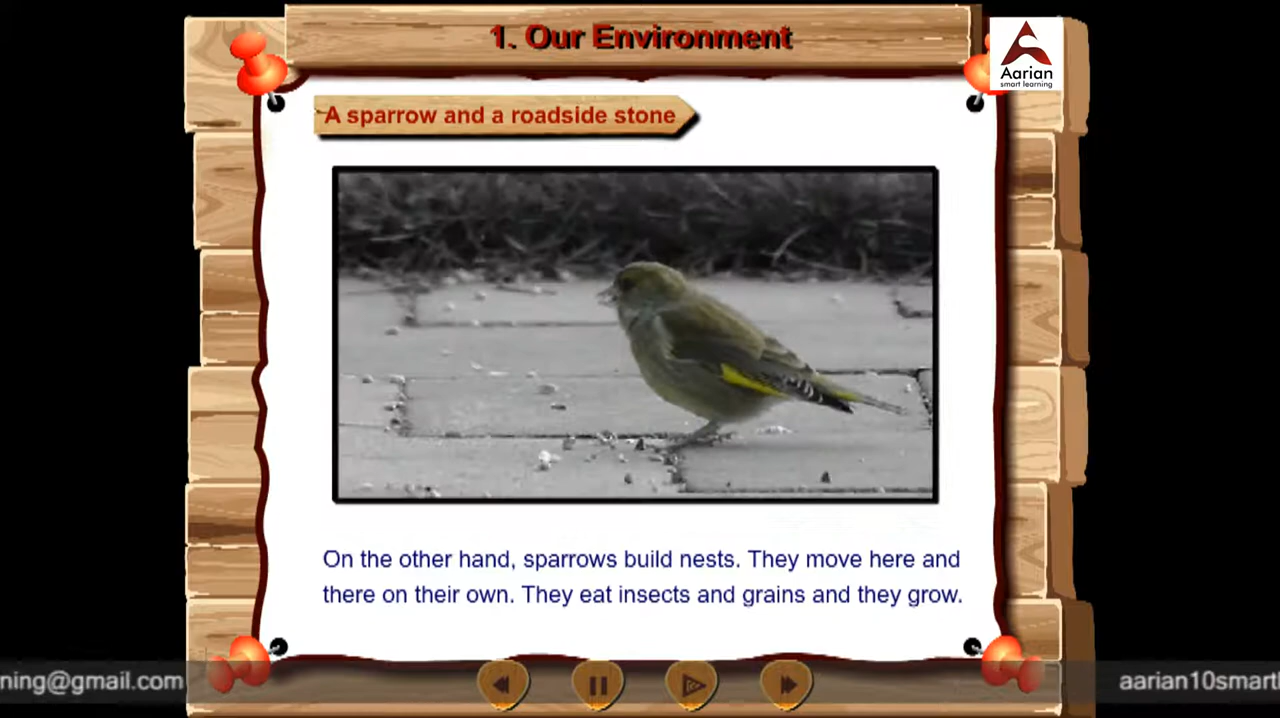 1. Our Environment
Aarian
smart learning
A sparrow and a roadside stone
On the other hand, sparrows build nests. They move here and
there on their own. They eat insects and grains and they grow.
ning@gmail.com
aarian10smart